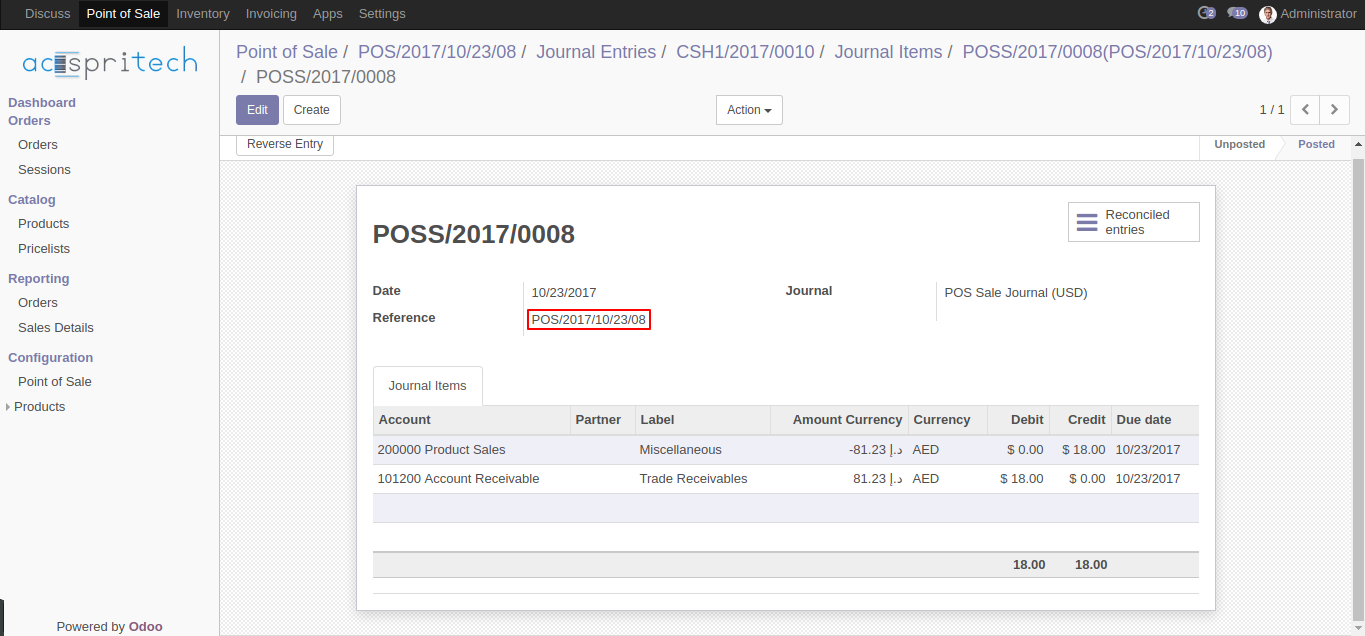 Discuss Point of Sale Inventory Invoicing Apps Settings 2 10 Administrator
acespritech
Dashboard
Orders
Orders
Sessions
Catalog
Products
Pricelists
Reporting
Orders
Sales Details
Configuration
Point of Sale
Products
Powered by Odoo
Point of Sale / POS/2017/10/23/08 / Journal Entries / CSH1/2017/0010 / Journal Items / POSS/2017/0008(POS/2017/10/23/08)
/ POSS/2017/0008
Edit Create Action 1 / 1
Reverse Entry Unposted Posted
Reconciled
entries
POSS/2017/0008
Date 10/23/2017 Journal POS Sale Journal (USD)
Reference POS/2017/10/23/08
Journal Items
Account Partner Label Amount Currency Currency Debit Credit Due date
200000 Product Sales Miscellaneous -81.23 د.إ AED $ 0.00 $ 18.00 10/23/2017
101200 Account Receivable Trade Receivables 81.23 د.إ AED $ 18.00 $ 0.00 10/23/2017
18.00 18.00